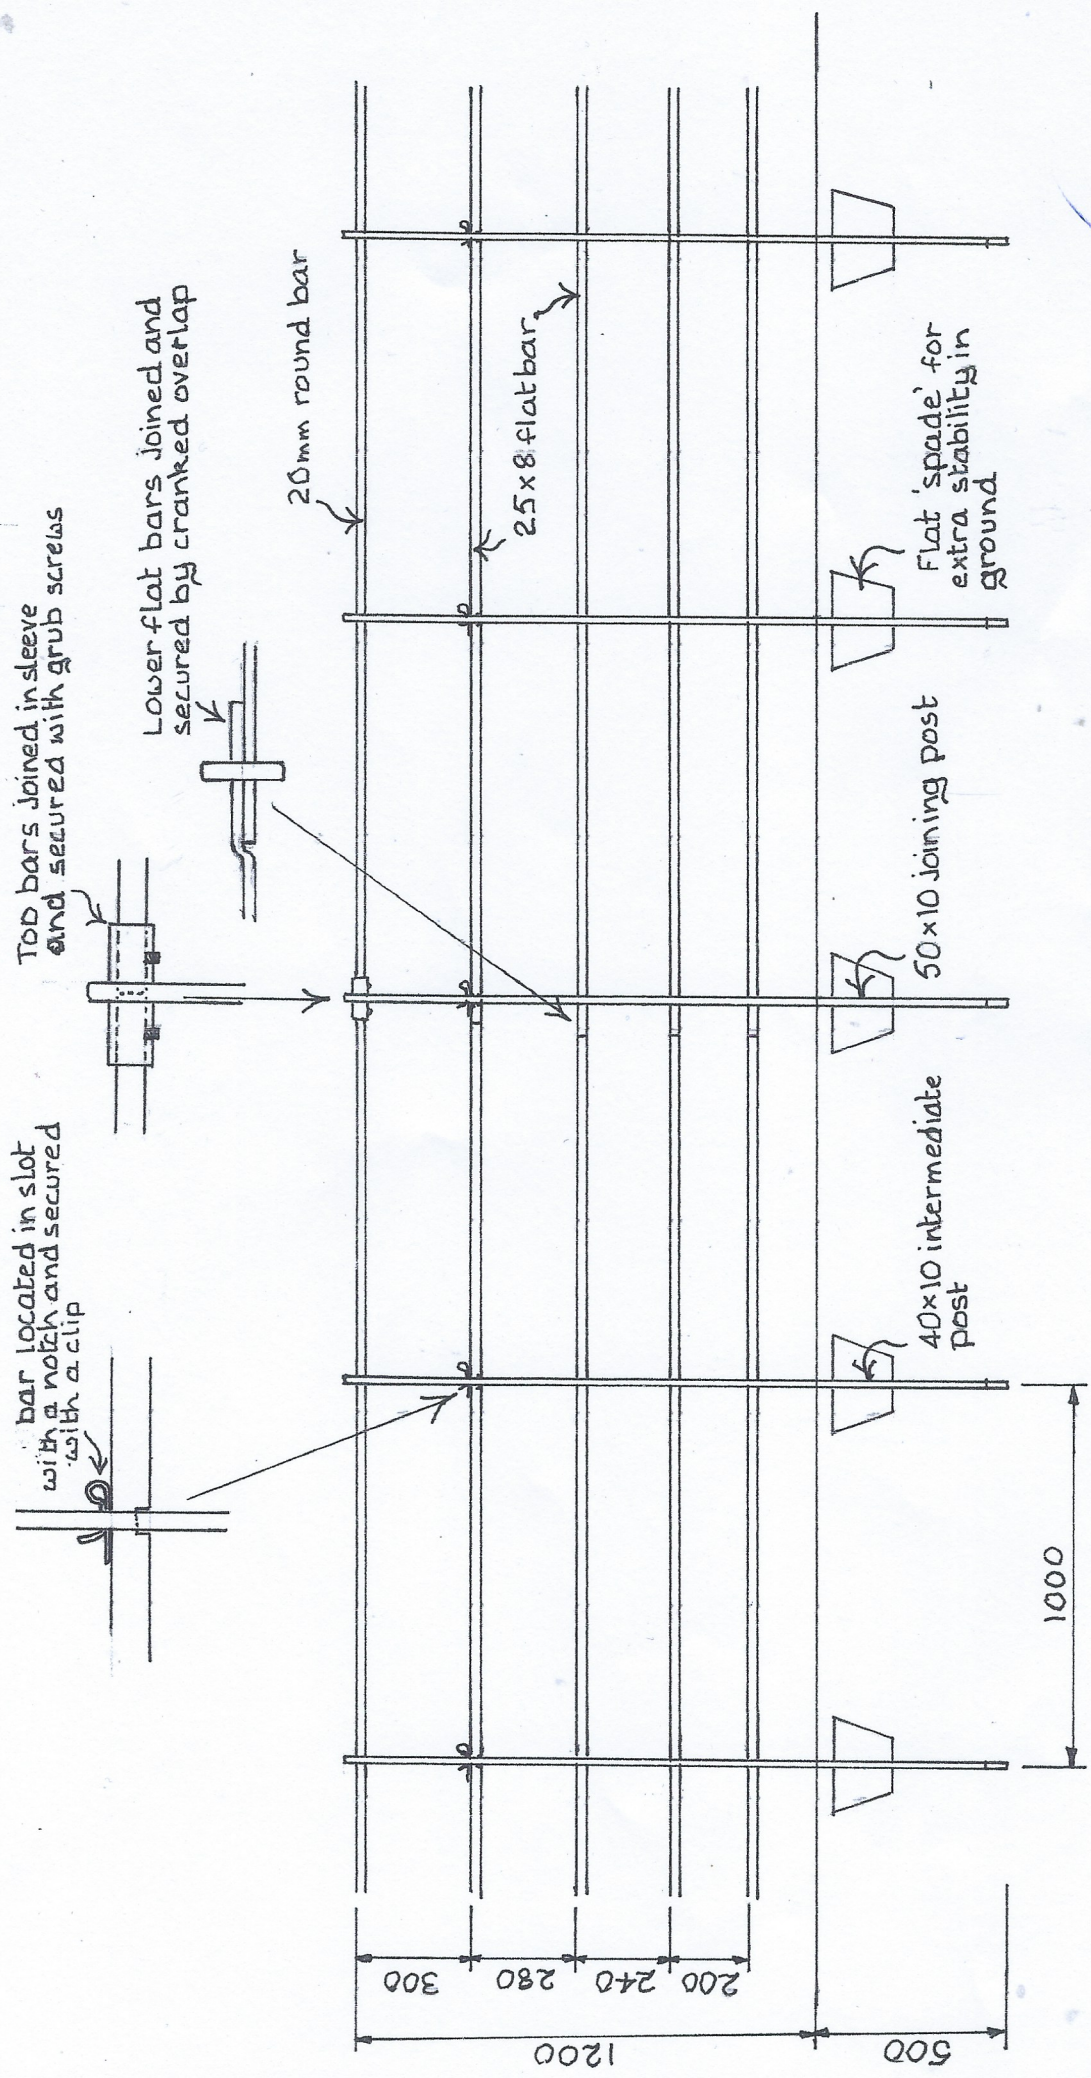 bar located in slot
with a notch and secured
with a clip
Top bars joined in sleeve
and secured with grub screws
Lower flat bars joined and
secured by cranked overlap
20mm round bar
25x8 flat bar
300
280
240
200
1200
500
1000
40x10 intermediate
post
50x10 joining post
Flat 'spade' for
extra stability in
ground